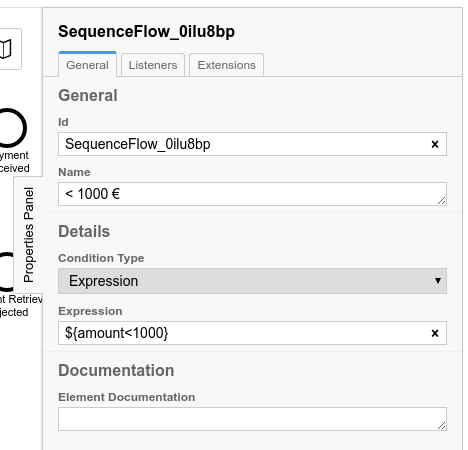 SequenceFlow_0ilu8bp
General Listeners Extensions
General
Id
SequenceFlow_0ilu8bp ×
Name
< 1000 €
Details
Condition Type
Expression ▾
Expression
${amount<1000} ×
Documentation
Element Documentation
Properties Panel
yment
ceived
nt Retriev
jected